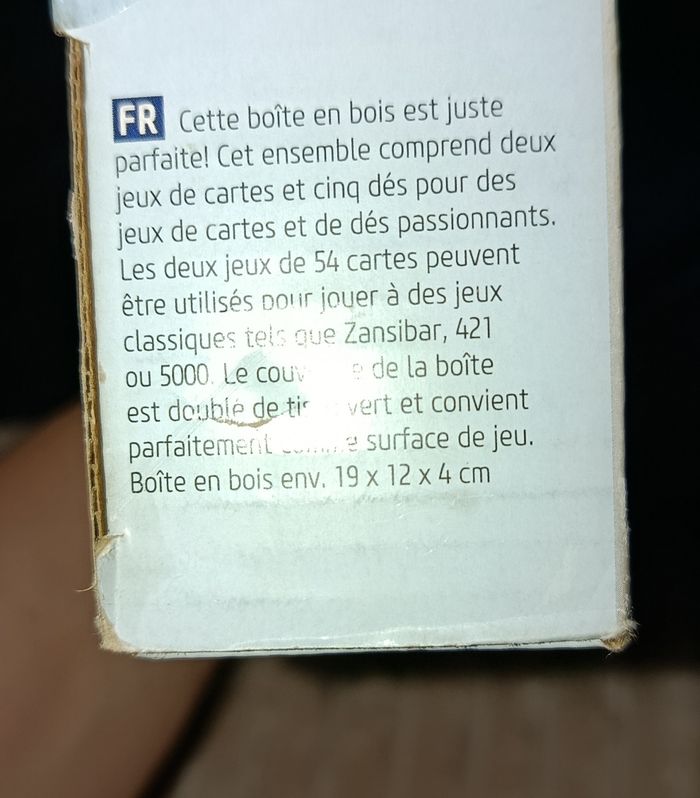 FR Cette boîte en bois est juste
parfaite! Cet ensemble comprend deux
jeux de cartes et cinq dés pour des
jeux de cartes et de dés passionnants.
Les deux jeux de 54 cartes peuvent
être utilisés pour jouer à des jeux
classiques tels que Zansibar, 421
ou 5000. Le de la boîte
est doublé de vert et convient
parfaitement surface de jeu.
Boîte en bois env. 19 x 12 x 4 cm